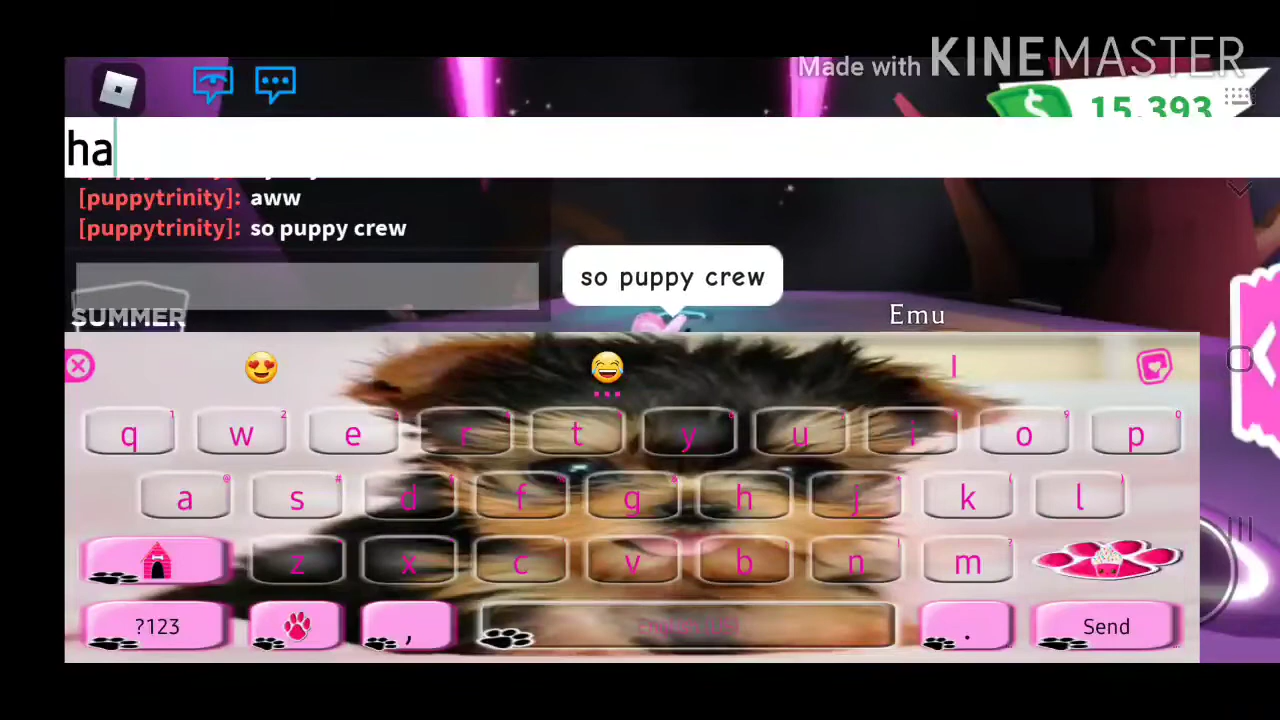 Made with KINEMASTER
15,393
ha
[puppytrinity]: aww
[puppytrinity]: so puppy crew
so puppy crew
SUMMER
Emu
q w e r t y u i o p
a s d f g h j k l
z x c v b n m
?123 , . Send